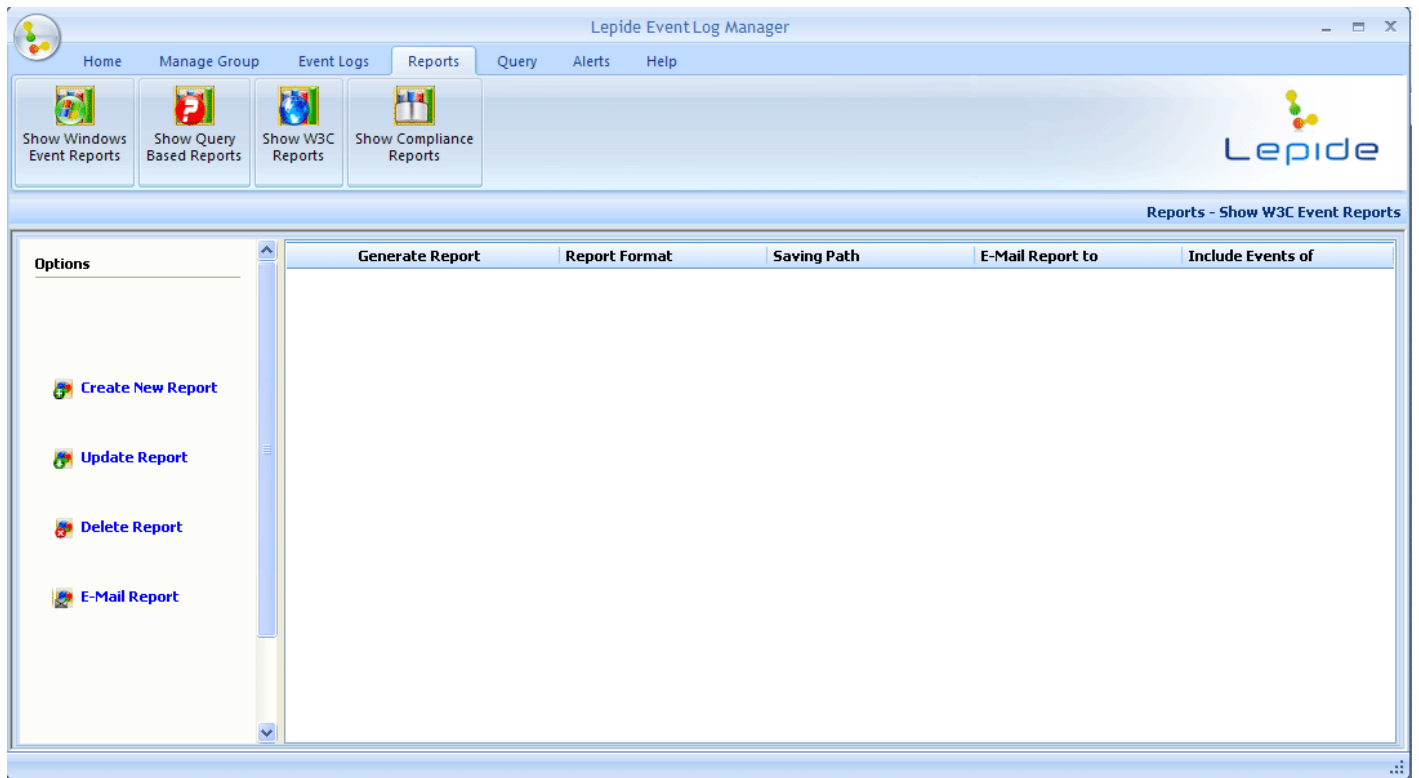 Lepide Event Log Manager
Home Manage Group Event Logs Reports Query Alerts Help
Show Windows Event Reports
Show Query Based Reports
Show W3C Reports
Show Compliance Reports
Lepide
Reports - Show W3C Event Reports
Options
Generate Report Report Format Saving Path E-Mail Report to Include Events of
Create New Report
Update Report
Delete Report
E-Mail Report